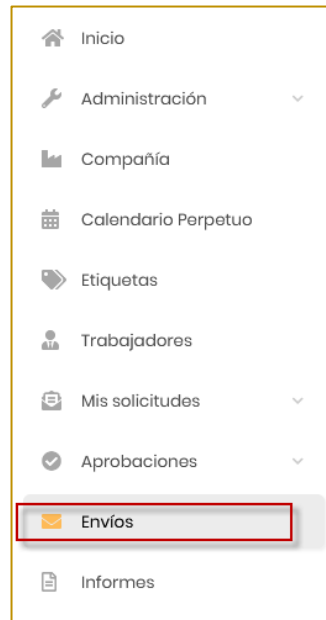 Inicio
Administración
Compañía
Calendario Perpetuo
Etiquetas
Trabajadores
Mis solicitudes
Aprobaciones
Envíos
Informes